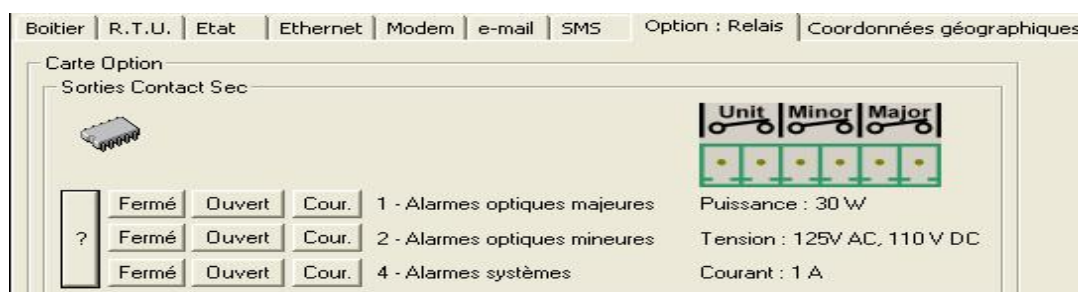 Boitier R.T.U. Etat Ethernet Modem e-mail SMS Option : Relais Coordonnées géographiques
Carte Option
Sorties Contact Sec
Unit Minor Major
Fermé Ouvert Cour. 1 - Alarmes optiques majeures Puissance : 30 W
? Fermé Ouvert Cour. 2 - Alarmes optiques mineures Tension : 125V AC, 110 V DC
Fermé Ouvert Cour. 4 - Alarmes systèmes Courant : 1 A